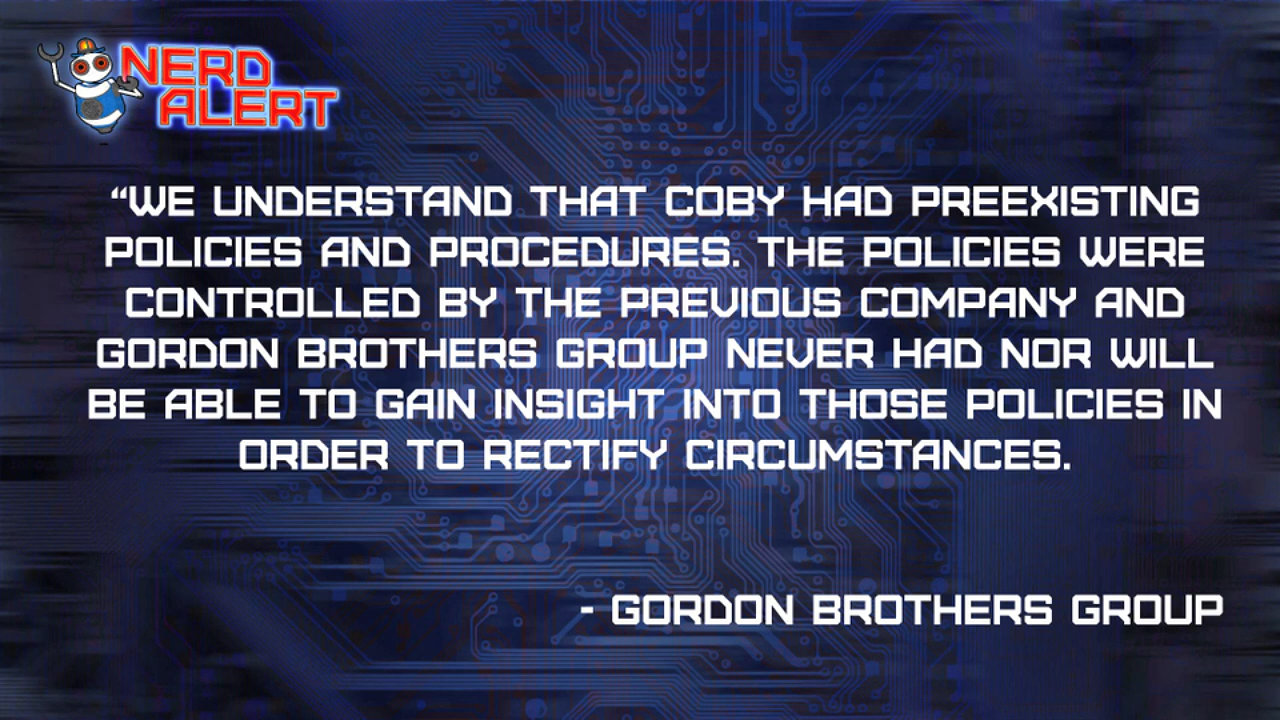 NERD
ALERT
“WE UNDERSTAND THAT COBY HAD PREEXISTING
POLICIES AND PROCEDURES. THE POLICIES WERE
CONTROLLED BY THE PREVIOUS COMPANY AND
GORDON BROTHERS GROUP NEVER HAD NOR WILL
BE ABLE TO GAIN INSIGHT INTO THOSE POLICIES IN
ORDER TO RECTIFY CIRCUMSTANCES.
- GORDON BROTHERS GROUP